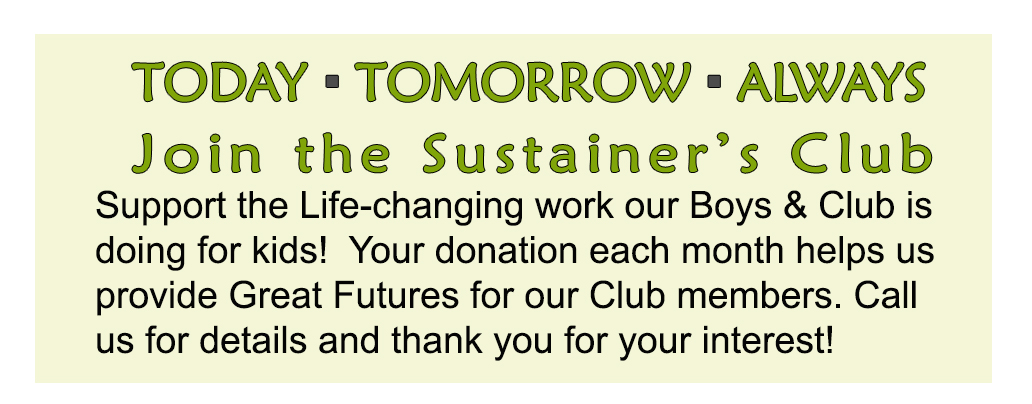 TODAY ▪ TOMORROW ▪ ALWAYS
Join the Sustainer’s Club
Support the Life-changing work our Boys & Club is
doing for kids!  Your donation each month helps us
provide Great Futures for our Club members. Call
us for details and thank you for your interest!